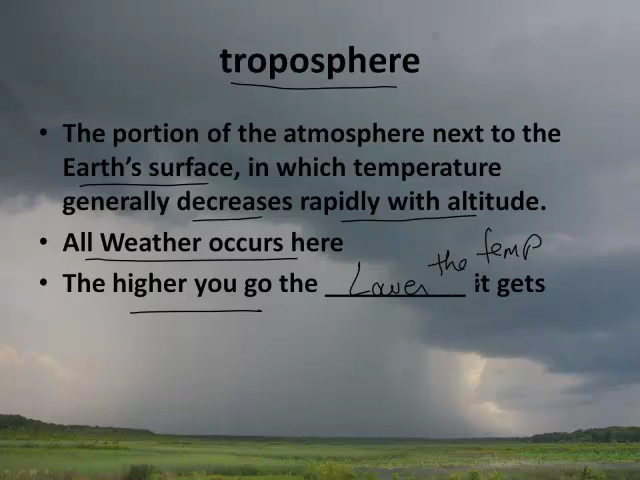 troposphere
• The portion of the atmosphere next to the
Earth's surface, in which temperature
generally decreases rapidly with altitude.
• All Weather occurs here
• The higher you go the Lower the temp it gets